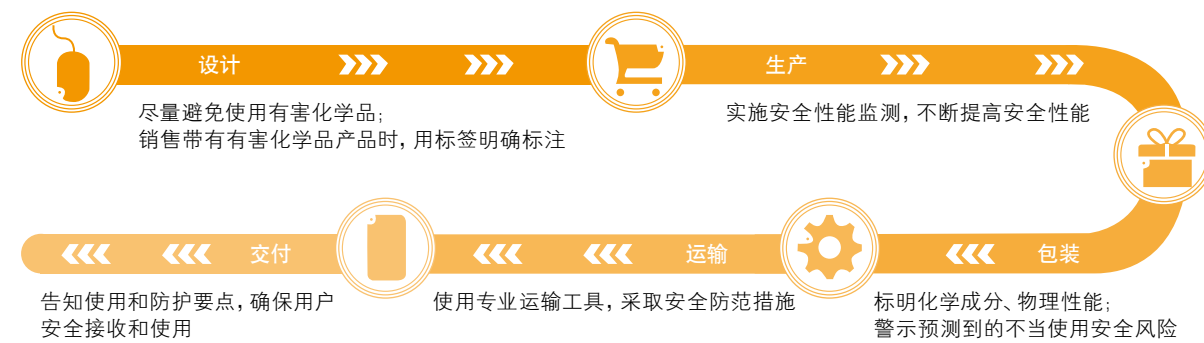 设计
尽量避免使用有害化学品;
销售带有有害化学品产品时, 用标签明确标注
生产
实施安全性能监测, 不断提高安全性能
包装
标明化学成分、物理性能;
警示预测到的不当使用安全风险
运输
使用专业运输工具, 采取安全防范措施
交付
告知使用和防护要点, 确保用户
安全接收和使用